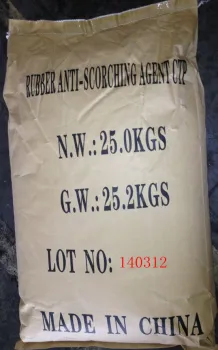 RUBBER ANTI-SCORCHING AGENT CTP
N.W.: 25.0KGS
G.W.: 25.2KGS
LOT NO: 140312
MADE IN CHINA